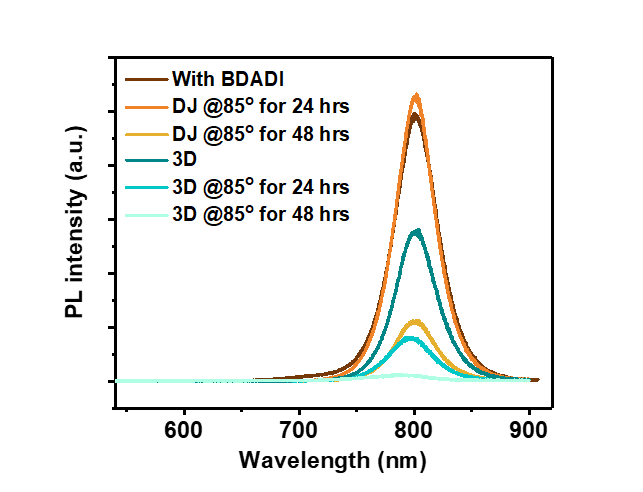 With BDADI
DJ @85° for 24 hrs
DJ @85° for 48 hrs
3D
3D @85° for 24 hrs
3D @85° for 48 hrs
PL intensity (a.u.)
600 700 800 900
Wavelength (nm)